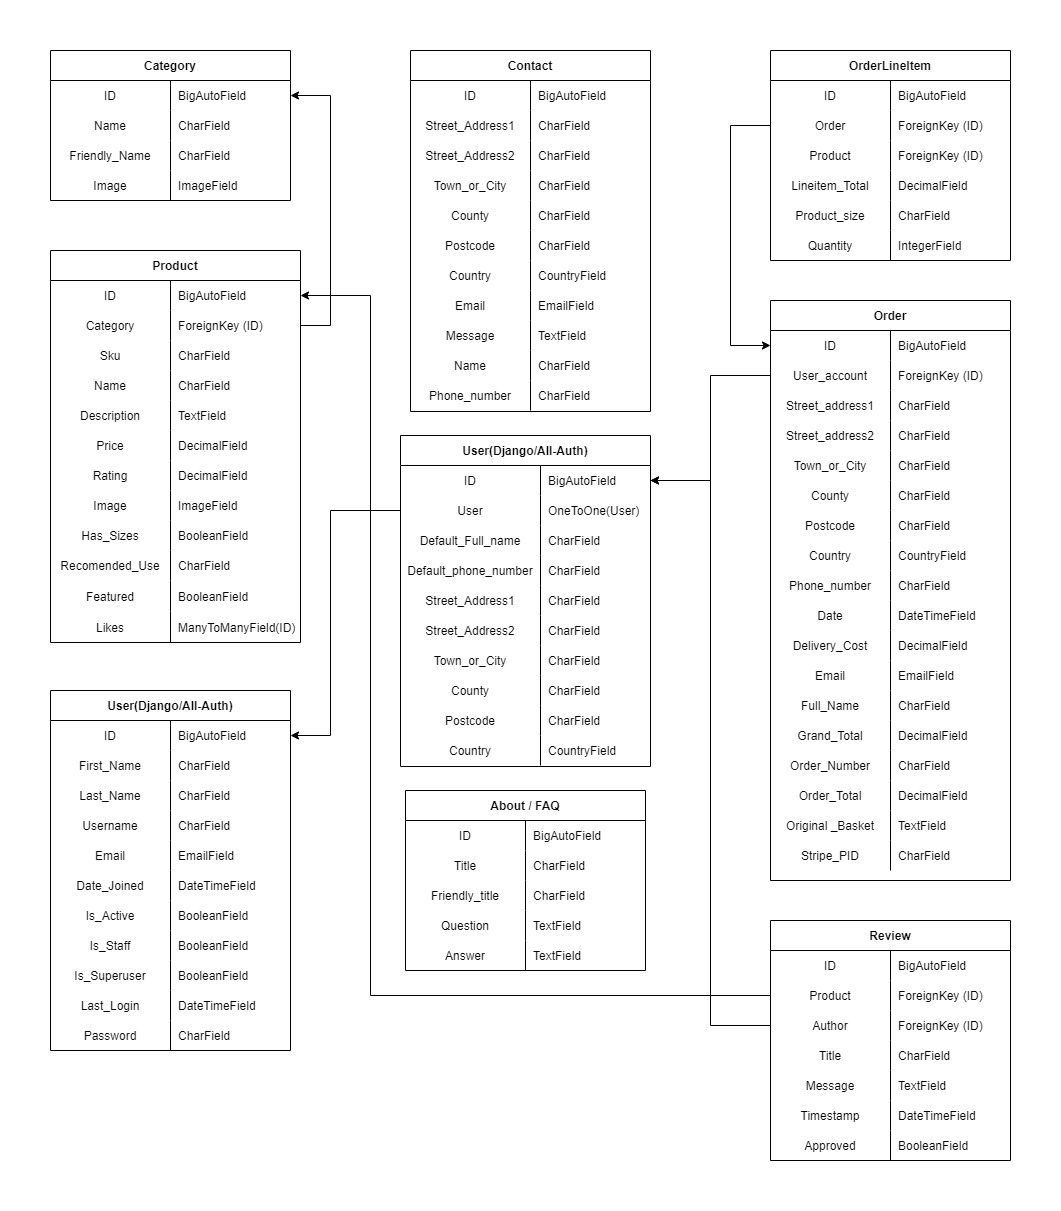 Category
ID BigAutoField
Name CharField
Friendly_Name CharField
Image ImageField
Product
ID BigAutoField
Category ForeignKey (ID)
Sku CharField
Name CharField
Description TextField
Price DecimalField
Rating DecimalField
Image ImageField
Has_Sizes BooleanField
Recomended_Use CharField
Featured BooleanField
Likes ManyToManyField(ID)
User(Django/All-Auth)
ID BigAutoField
First_Name CharField
Last_Name CharField
Username CharField
Email EmailField
Date_Joined DateTimeField
Is_Active BooleanField
Is_Staff BooleanField
Is_Superuser BooleanField
Last_Login DateTimeField
Password CharField
Contact
ID BigAutoField
Street_Address1 CharField
Street_Address2 CharField
Town_or_City CharField
County CharField
Postcode CharField
Country CountryField
Email EmailField
Message TextField
Name CharField
Phone_number CharField
User(Django/All-Auth)
ID BigAutoField
User OneToOne(User)
Default_Full_name CharField
Default_phone_number CharField
Street_Address1 CharField
Street_Address2 CharField
Town_or_City CharField
County CharField
Postcode CharField
Country CountryField
About / FAQ
ID BigAutoField
Title CharField
Friendly_title CharField
Question TextField
Answer TextField
OrderLineItem
ID BigAutoField
Order ForeignKey (ID)
Product ForeignKey (ID)
Lineitem_Total DecimalField
Product_size CharField
Quantity IntegerField
Order
ID BigAutoField
User_account ForeignKey (ID)
Street_address1 CharField
Street_address2 CharField
Town_or_City CharField
County CharField
Postcode CharField
Country CountryField
Phone_number CharField
Date DateTimeField
Delivery_Cost DecimalField
Email EmailField
Full_Name CharField
Grand_Total DecimalField
Order_Number CharField
Order_Total DecimalField
Original _Basket TextField
Stripe_PID CharField
Review
ID BigAutoField
Product ForeignKey (ID)
Author ForeignKey (ID)
Title CharField
Message TextField
Timestamp DateTimeField
Approved BooleanField